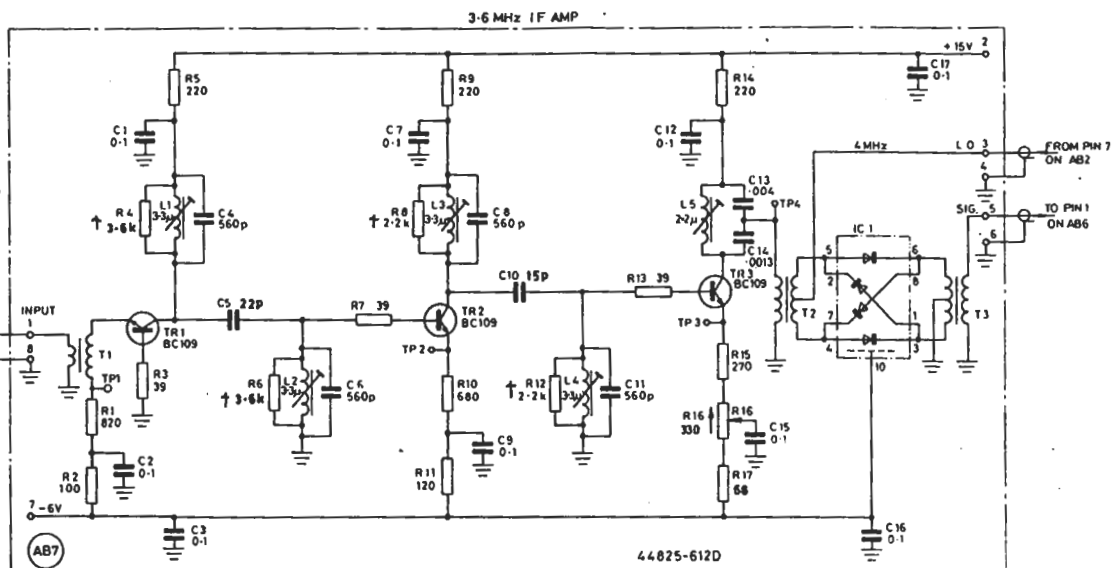 3·6 MHz IF AMP
+15V 2
R5
220
R9
220
R14
220
C17
0·1
C1
0·1
C7
0·1
C12
0·1
4MHz
L O 3
4
FROM PIN 7
ON AB2
† R4
3·6k
L1
3·3μ
C4
560p
† R8
2·2k
L3
3·3μ
C8
560p
L5
2·2μ
C13
·004
TP4
C14
·0013
SIG. 5
6
TO PIN 1
ON AB6
IC 1
5
6
2
8
7
1
4
3
10
T2
T3
INPUT
1
8
T1
TP1
TR1
BC109
C5 22p
R7 39
TR2
BC109
C10 15p
R13 39
TR3
BC109
TP2
TP3
R3
39
R1
820
R2
100
C2
0·1
R6
† 3·6k
L2
3·3μ
C6
560p
R10
680
C9
0·1
R11
120
R12
† 2·2k
L4
3·3μ
C11
560p
R15
270
R16
330
R16
C15
0·1
R17
68
7 -6V
C3
0·1
C16
0·1
AB7
44825-612D